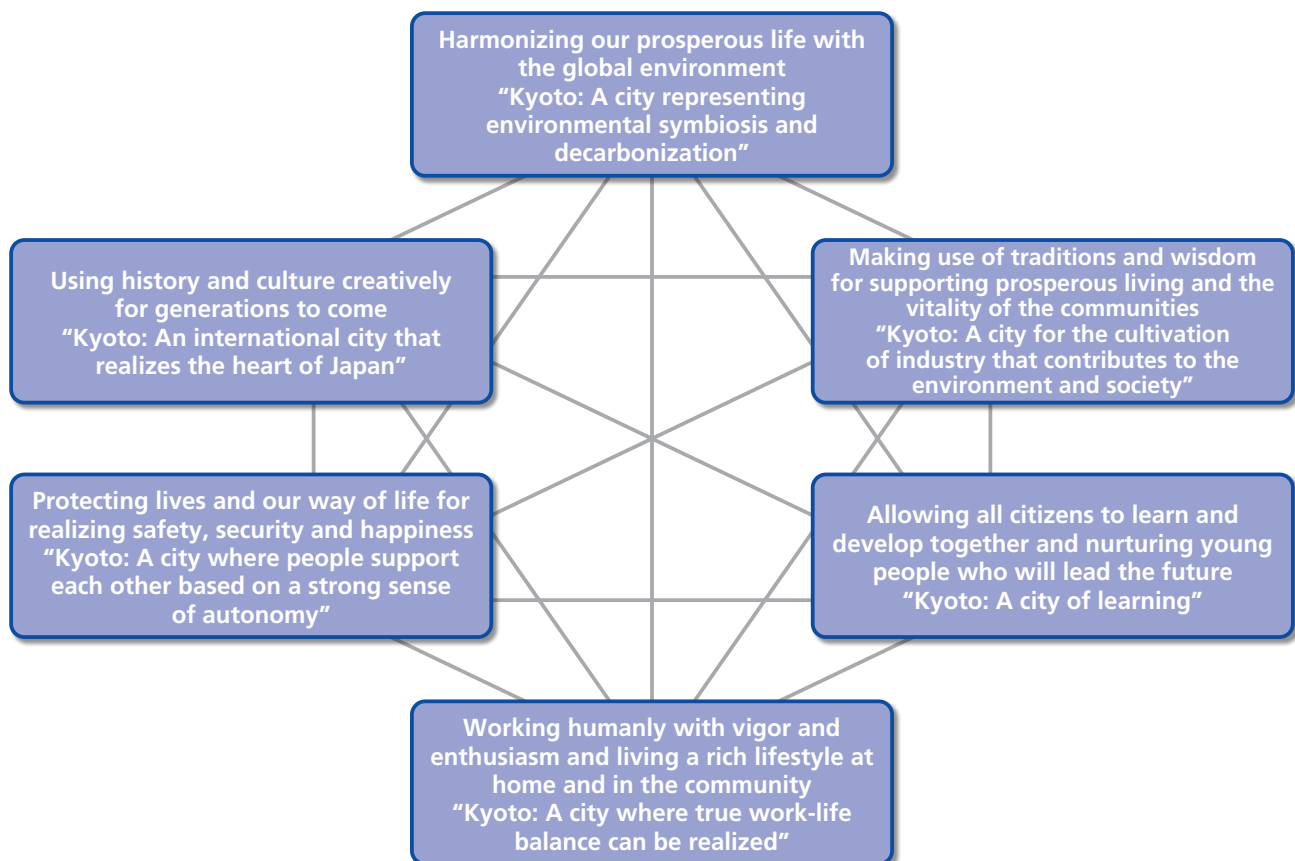 Harmonizing our prosperous life with
the global environment
“Kyoto: A city representing
environmental symbiosis and
decarbonization”
Using history and culture creatively
for generations to come
“Kyoto: An international city that
realizes the heart of Japan”
Making use of traditions and wisdom
for supporting prosperous living and the
vitality of the communities
“Kyoto: A city for the cultivation
of industry that contributes to the
environment and society”
Protecting lives and our way of life for
realizing safety, security and happiness
“Kyoto: A city where people support
each other based on a strong sense
of autonomy”
Allowing all citizens to learn and
develop together and nurturing young
people who will lead the future
“Kyoto: A city of learning”
Working humanly with vigor and
enthusiasm and living a rich lifestyle at
home and in the community
“Kyoto: A city where true work-life
balance can be realized”